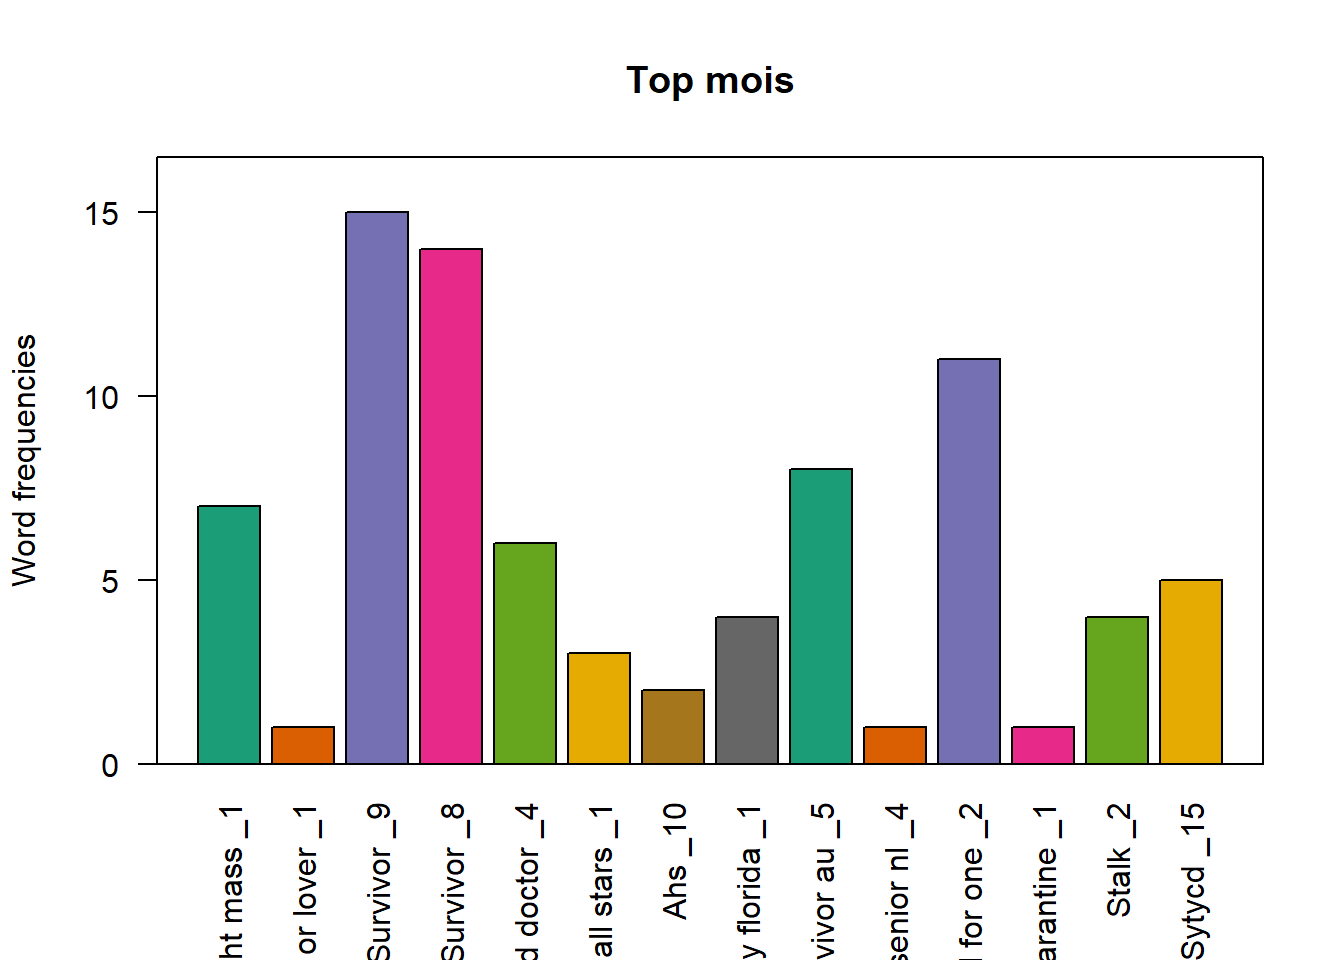 Top mois
Word frequencies
15
10
5
0
ht mass _1
or lover _1
Survivor _9
Survivor _8
d doctor _4
all stars _1
Ahs _10
y florida _1
vivor au _5
senior nl _4
for one _2
arantine _1
Stalk _2
Sytycd _15